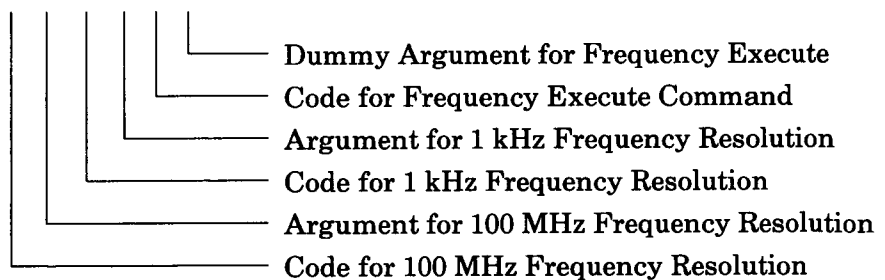 Dummy Argument for Frequency Execute
Code for Frequency Execute Command
Argument for 1 kHz Frequency Resolution
Code for 1 kHz Frequency Resolution
Argument for 100 MHz Frequency Resolution
Code for 100 MHz Frequency Resolution